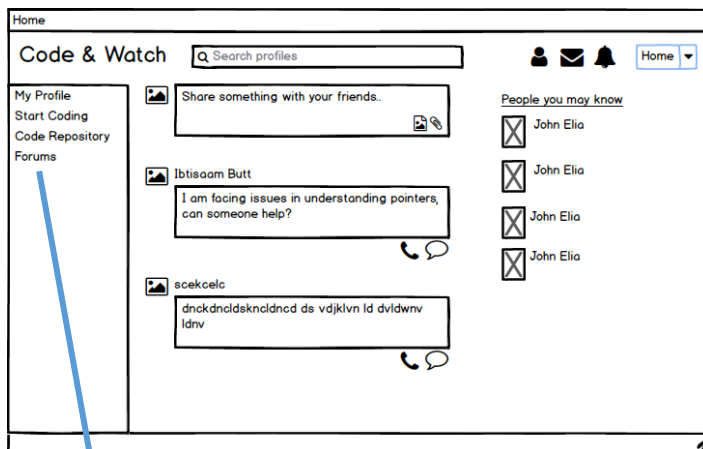 Home
Code & Watch
Search profiles
Home
My Profile
Start Coding
Code Repository
Forums
Share something with your friends..
Ibtisaam Butt
I am facing issues in understanding pointers,
can someone help?
scekcelc
dnckdncldskncldncd ds vdjklvn ld dvldwnv
ldnv
People you may know
John Elia
John Elia
John Elia
John Elia